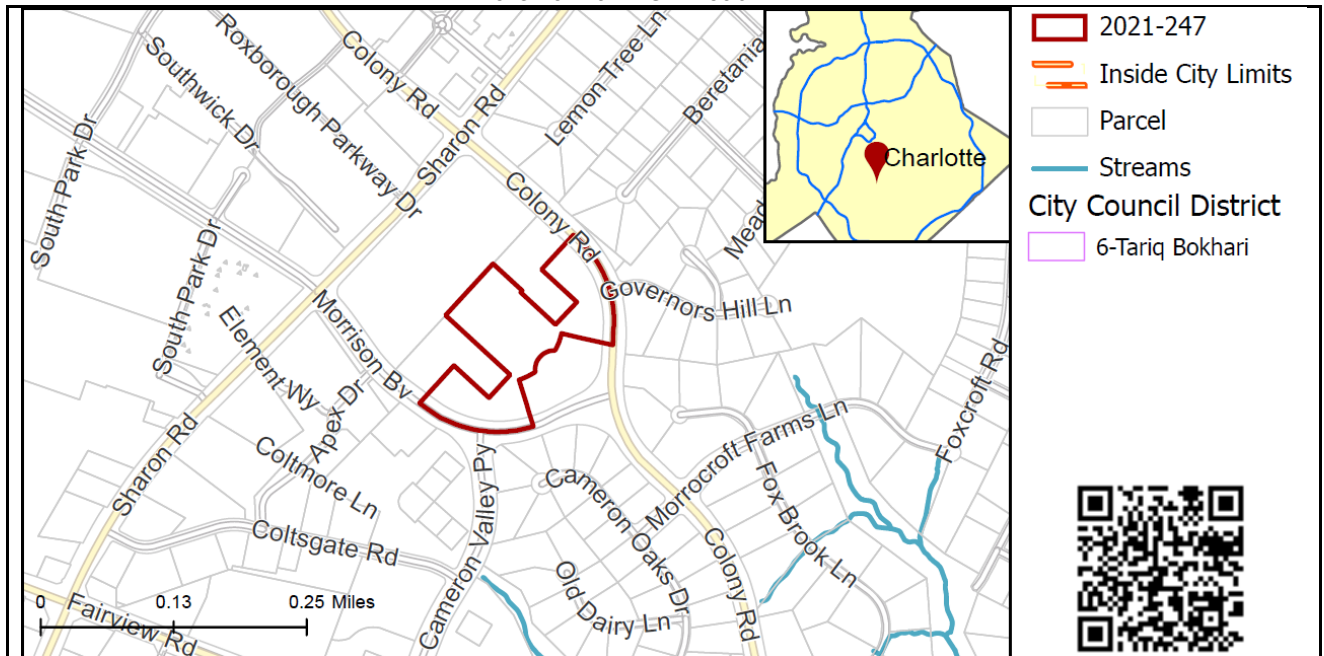 Roxborough Parkway Dr
Southwick Dr
Colony Rd
Sharon Rd
Lemon Tree Ln
Beretania
South Park Dr
Colony Rd
Mead
Charlotte
South Park Dr
Governors Hill Ln
Morrison Bv
Element Wy
Apex Dr
Sharon Rd
Coltmore Ln
Coltsgate Rd
Cameron Valley Py
Cameron Oaks Dr
Morrocroft Farms Ln
Fox Brook Ln
Foxcroft Rd
Old Dairy Ln
Colony Rd
Fairview Rd
0 0.13 0.25 Miles
2021-247
Inside City Limits
Parcel
Streams
City Council District
6-Tariq Bokhari